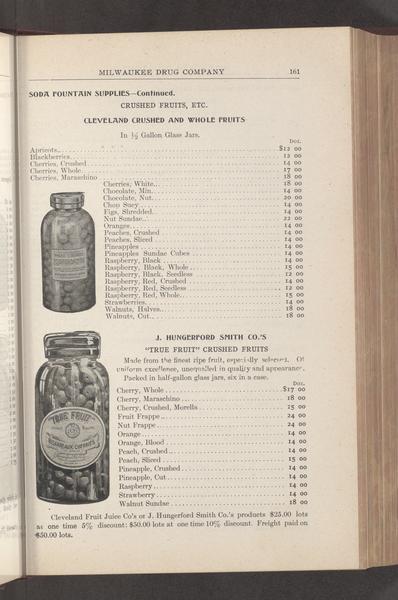 MILWAUKEE DRUG COMPANY 161
SODA FOUNTAIN SUPPLIES—Continued.
CRUSHED FRUITS, ETC.
CLEVELAND CRUSHED AND WHOLE FRUITS
In ½ Gallon Glass Jars.
Doz.
Apricots $12 00
Blackberries 12 00
Cherries, Crushed 14 00
Cherries, Whole 17 00
Cherries, Maraschino 18 00
Cherries, White 18 00
Chocolate, Min. 14 00
Chocolate, Nut. 20 00
Chop Suey 14 00
Figs, Shredded. 14 00
Nut Sundae 22 00
Oranges 14 00
Peaches, Crushed 14 00
Peaches, Sliced 14 00
Pineapples 14 00
Pineapples Sundae Cubes 14 00
Raspberry, Black 14 00
Raspberry, Black, Whole 15 00
Raspberry, Black, Seedless 12 00
Raspberry, Red, Crushed 14 00
Raspberry, Red, Seedless 12 00
Raspberry, Red, Whole 15 00
Strawberries 14 00
Walnuts, Halves 18 00
Walnuts, Cut 18 00
J. HUNGERFORD SMITH CO.'S
"TRUE FRUIT" CRUSHED FRUITS
Made from the finest ripe fruit, especially selected. Of
uniform excellence, unequalled in quality and appearance.
Packed in half-gallon glass jars, six in a case.
Doz.
Cherry, Whole $17 00
Cherry, Maraschino 18 00
Cherry, Crushed, Morella 15 00
Fruit Frappe 24 00
Nut Frappe 24 00
Orange 14 00
Orange, Blood 14 00
Peach, Crushed 14 00
Peach, Sliced 15 00
Pineapple, Crushed 14 00
Pineapple, Cut 14 00
Raspberry 14 00
Strawberry 14 00
Walnut Sundae 18 00
"TRUE FRUIT"
BIGARREAUX CHERRIES
Cleveland Fruit Juice Co's or J. Hungerford Smith Co.'s products $25.00 lots
at one time 5% discount: $50.00 lots at one time 10% discount. Freight paid on
$50.00 lots.